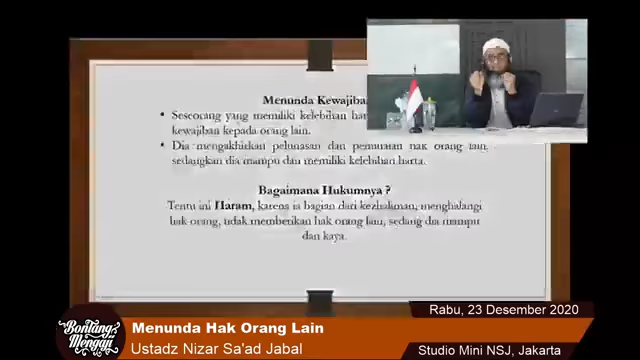 Menunda Kewajiban
• Seseorang yang memiliki kelebihan har
kewajiban kepada orang lain.
• Dia mengakhirkan pelunasan dan penunaian hak orang lain,
sedangkan dia mampu dan memiliki kelebihan harta.
Bagaimana Hukumnya ?
Tentu ini Haram, karena ia bagian dari kezhaliman, menghalangi
hak orang, tidak memberikan hak orang lain, sedang dia mampu
dan kaya.
Rabu, 23 Desember 2020
Bontang Mengaji
Menunda Hak Orang Lain
Ustadz Nizar Sa'ad Jabal
Studio Mini NSJ, Jakarta